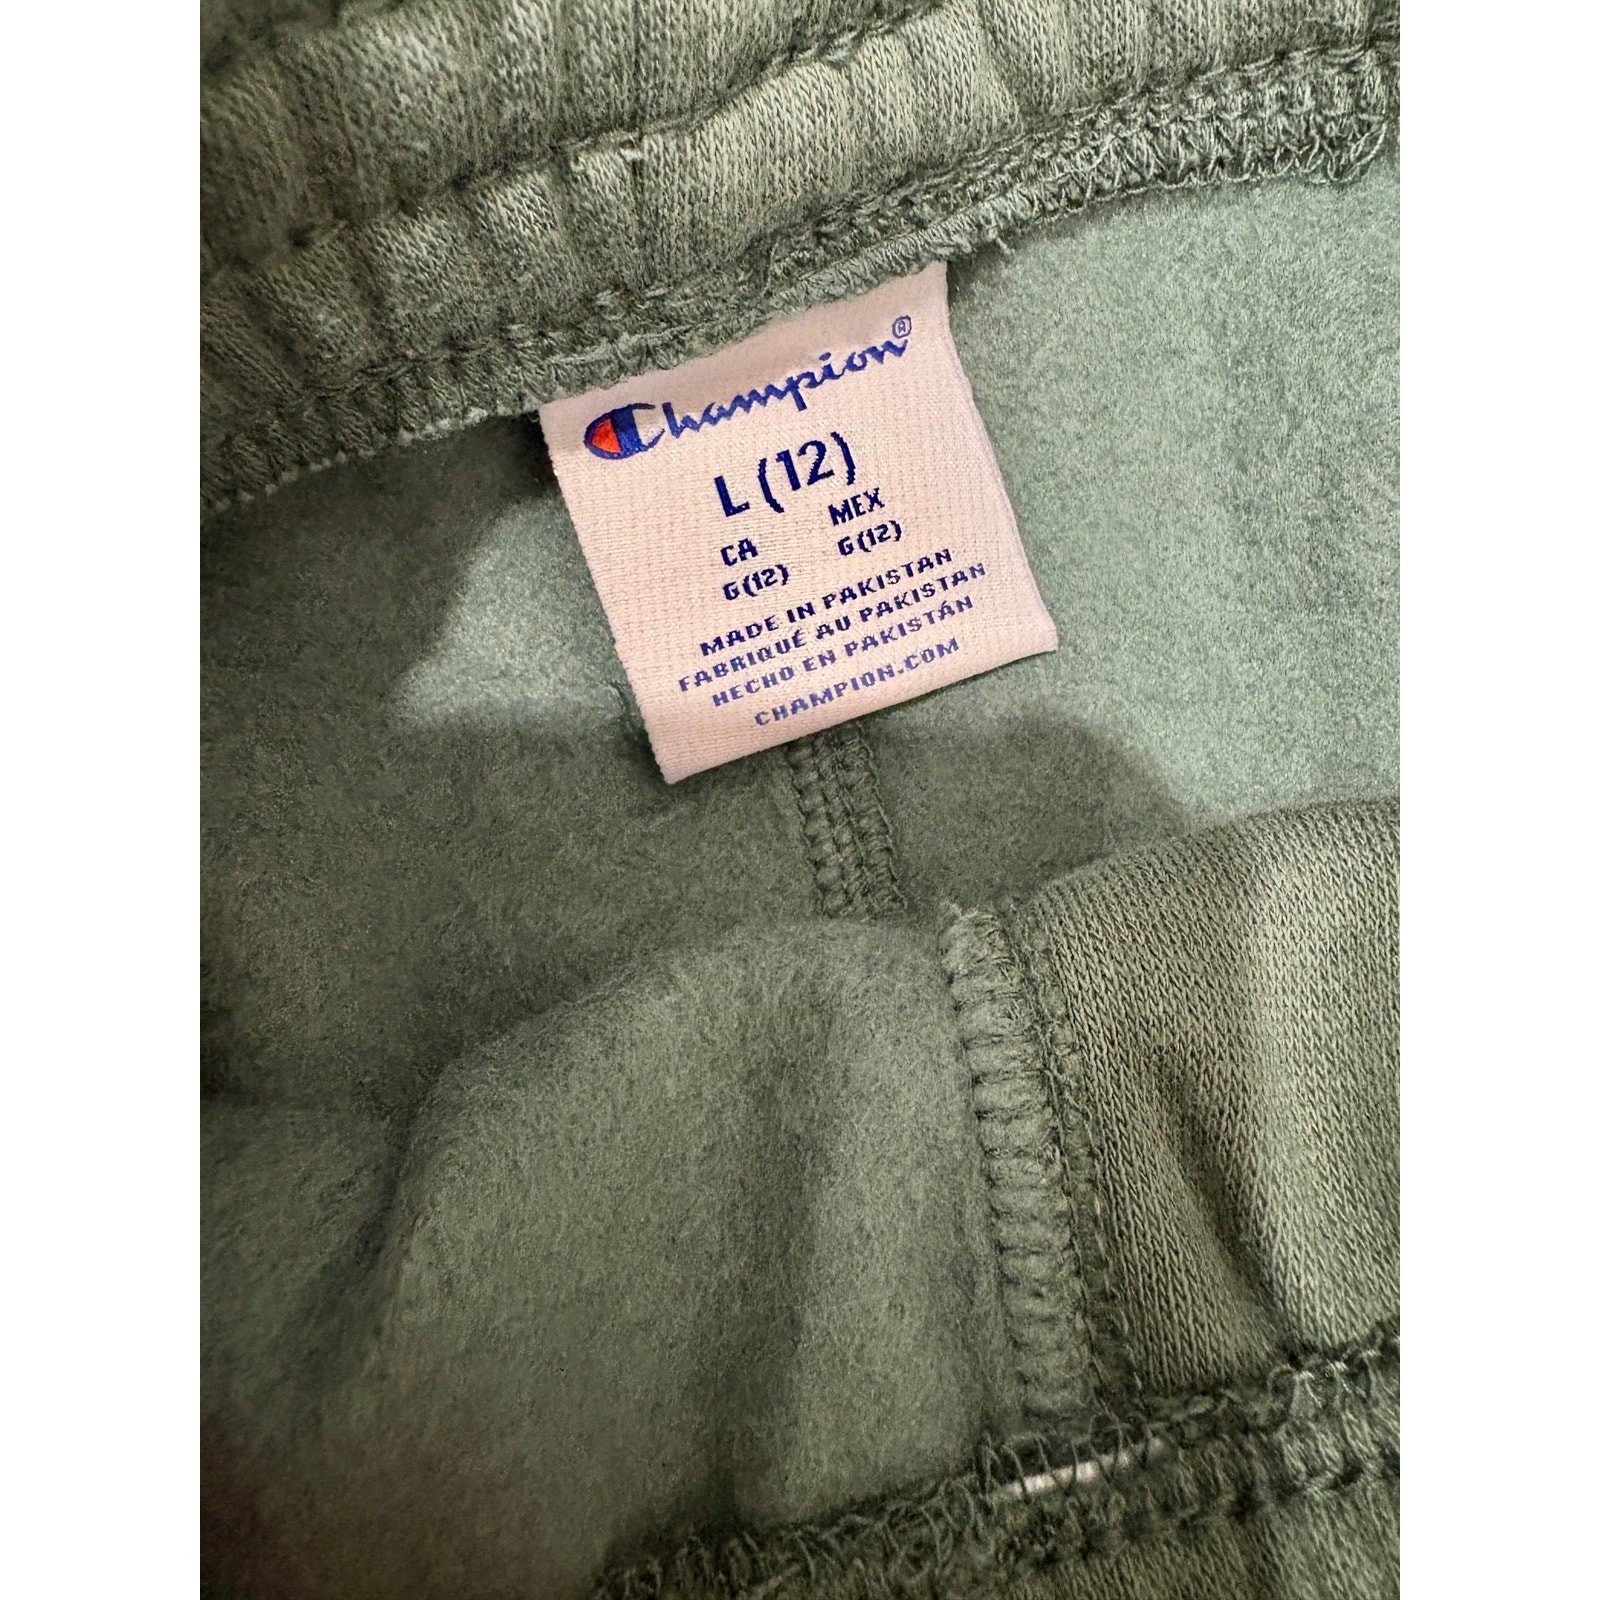 Champion®
L (12)
CA MEX
G(12) G(12)
MADE IN PAKISTAN
FABRIQUÉ AU PAKISTAN
HECHO EN PAKISTÁN
CHAMPION.COM